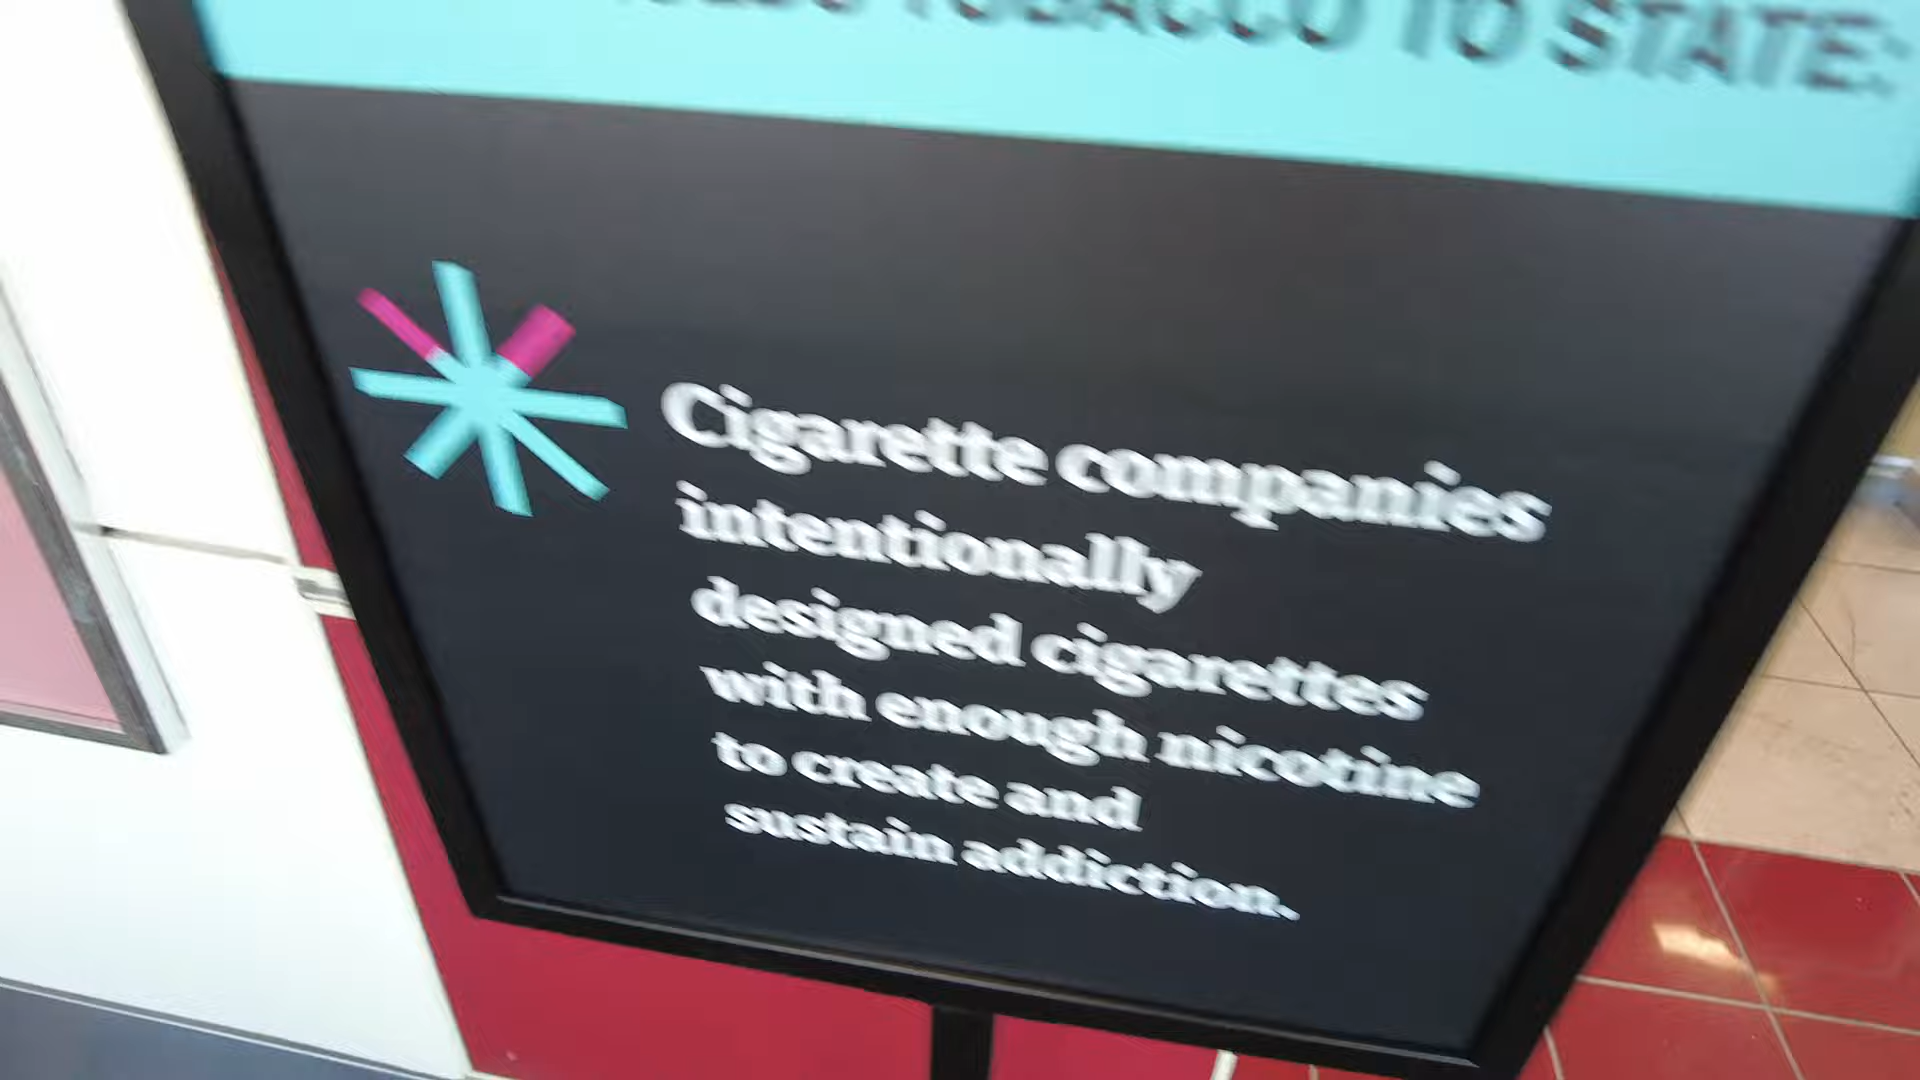 TOBACCO TO STATE:
Cigarette companies
intentionally
designed cigarettes
with enough nicotine
to create and
sustain addiction.